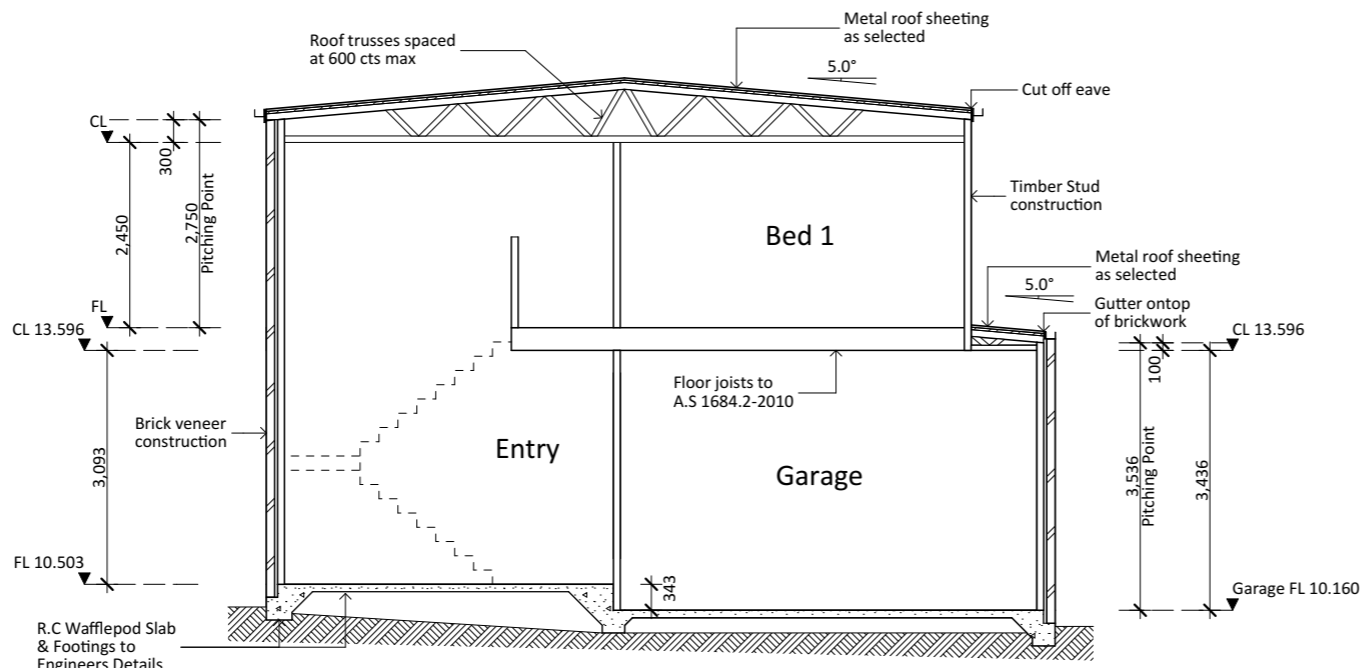 Metal roof sheeting
as selected
Roof trusses spaced
at 600 cts max
5.0°
Cut off eave
CL
300
2,450
2,750
Pitching Point
Timber Stud
construction
Bed 1
Metal roof sheeting
as selected
5.0°
Gutter ontop
of brickwork
FL
CL 13.596
CL 13.596
100
Floor joists to
A.S 1684.2-2010
Brick veneer
construction
Entry
Garage
3,093
3,536
Pitching Point
3,436
FL 10.503
343
Garage FL 10.160
R.C Wafflepod Slab
& Footings to
Engineers Details